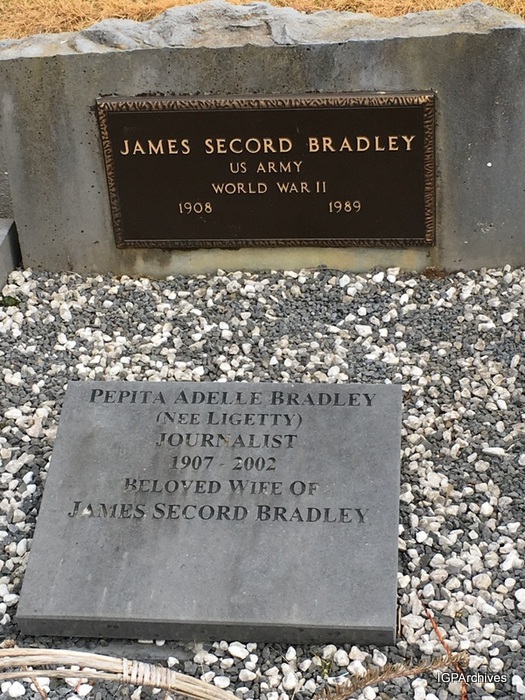 JAMES SECORD BRADLEY
US ARMY
WORLD WAR II
1908 1989
PEPITA ADELLE BRADLEY
(NEE LIGETTY)
JOURNALIST
1907 - 2002
BELOVED WIFE OF
JAMES SECORD BRADLEY
IGPArchives